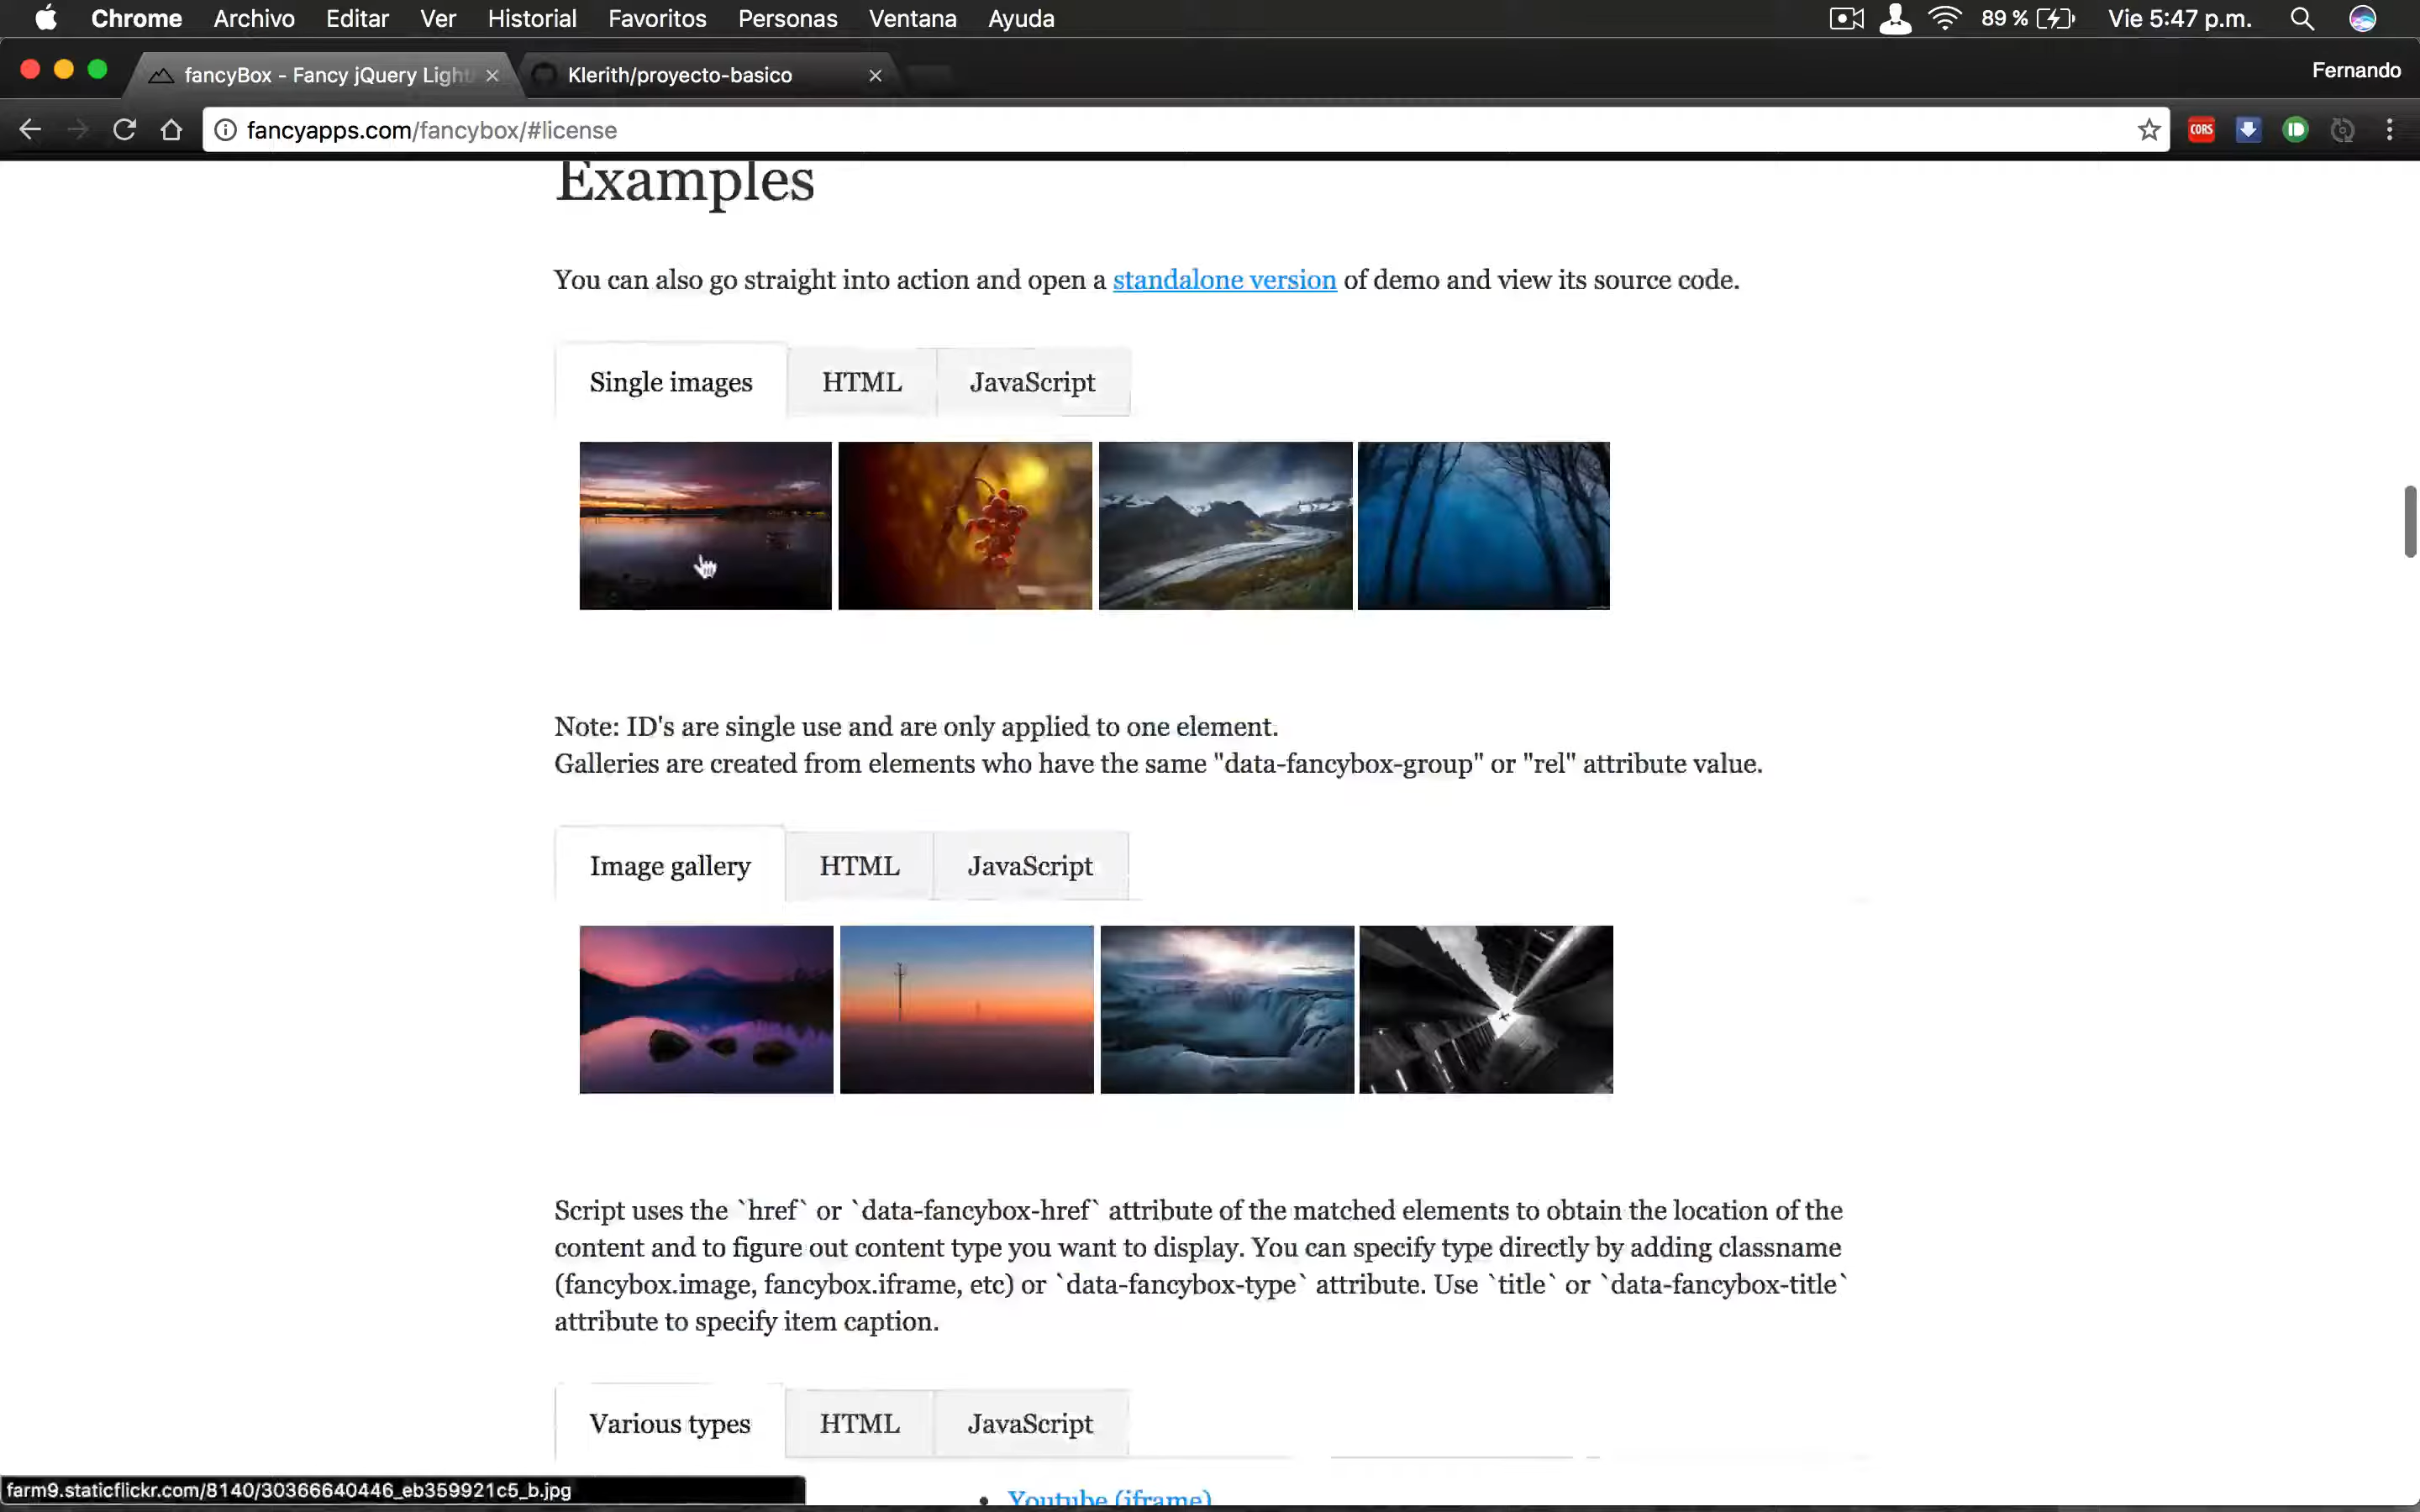 Chrome Archivo Editar Ver Historial Favoritos Personas Ventana Ayuda 89 % Vie 5:47 p.m.
fancyBox - Fancy jQuery Light Klerith/proyecto-basico Fernando
fancyapps.com/fancybox/#license CORS
Examples
You can also go straight into action and open a standalone version of demo and view its source code.
Single images HTML JavaScript
Note: ID's are single use and are only applied to one element.
Galleries are created from elements who have the same "data-fancybox-group" or "rel" attribute value.
Image gallery HTML JavaScript
Script uses the `href` or `data-fancybox-href` attribute of the matched elements to obtain the location of the
content and to figure out content type you want to display. You can specify type directly by adding classname
(fancybox.image, fancybox.iframe, etc) or `data-fancybox-type` attribute. Use `title` or `data-fancybox-title`
attribute to specify item caption.
Various types HTML JavaScript
Youtube (iframe)
farm9.staticflickr.com/8140/30366640446_eb359921c5_b.jpg